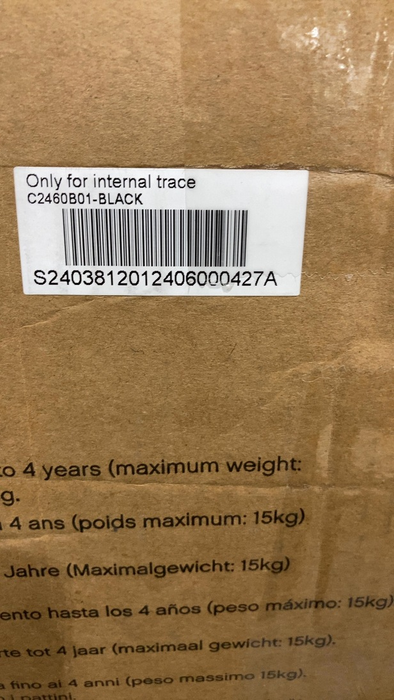 Only for internal trace
C2460B01-BLACK
S2403812012406000427A
to 4 years (maximum weight:
g.
4 ans (poids maximum: 15kg)
Jahre (Maximalgewicht: 15kg)
ento hasta los 4 años (peso máximo: 15kg)
rte tot 4 jaar (maximaal gewicht: 15kg).
a fino ai 4 anni (peso massimo 15kg).
i pattini.